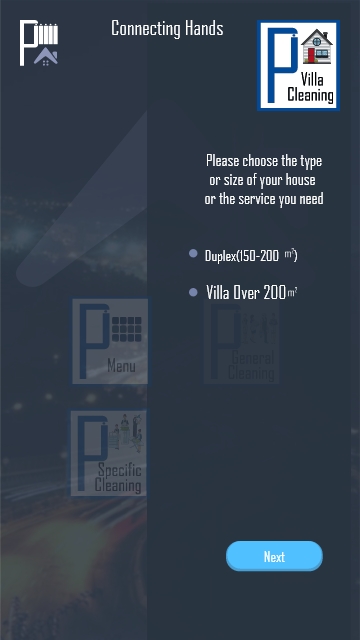 Connecting Hands
Villa
Cleaning
Please choose the type
or size of your house
or the service you need
Duplex(150-200 m²)
Villa Over 200m²
Manu
General
Cleaning
Specific
Cleaning
Next